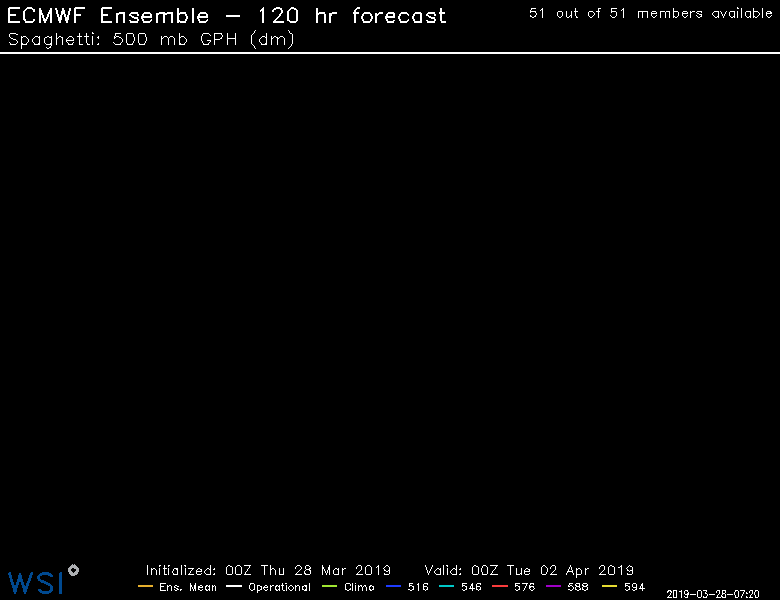 ECMWF Ensemble – 120 hr forecast
51 out of 51 members available
Spaghetti: 500 mb GPH (dm)
Initialized: 00Z Thu 28 Mar 2019 Valid: 00Z Tue 02 Apr 2019
WSI
Ens. Mean Operational Climo 516 546 576 588 594
2019-03-28-07:20